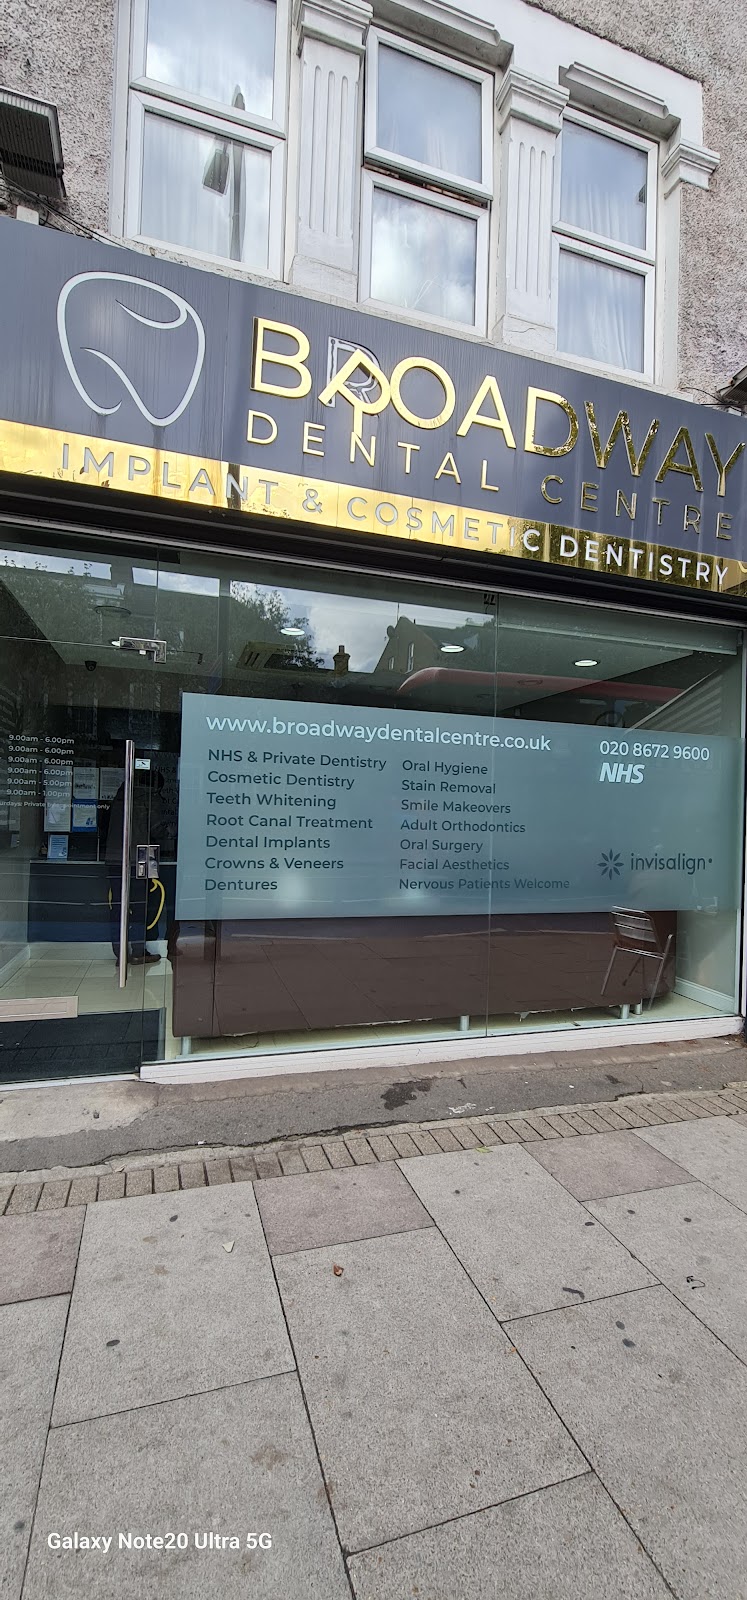 BROADWAY
DENTAL CENTRE
IMPLANT & COSMETIC DENTISTRY
9.00am - 6.00pm
9.00am - 6.00pm
9.00am - 6.00pm
9.00am - 6.00pm
9.00am - 5.00pm
9.00am - 1.00pm
www.broadwaydentalcentre.co.uk
NHS & Private Dentistry
Cosmetic Dentistry
Teeth Whitening
Root Canal Treatment
Dental Implants
Crowns & Veneers
Dentures
Oral Hygiene
Stain Removal
Smile Makeovers
Adult Orthodontics
Oral Surgery
Facial Aesthetics
Nervous Patients Welcome
020 8672 9600
NHS
invisalign
Galaxy Note20 Ultra 5G